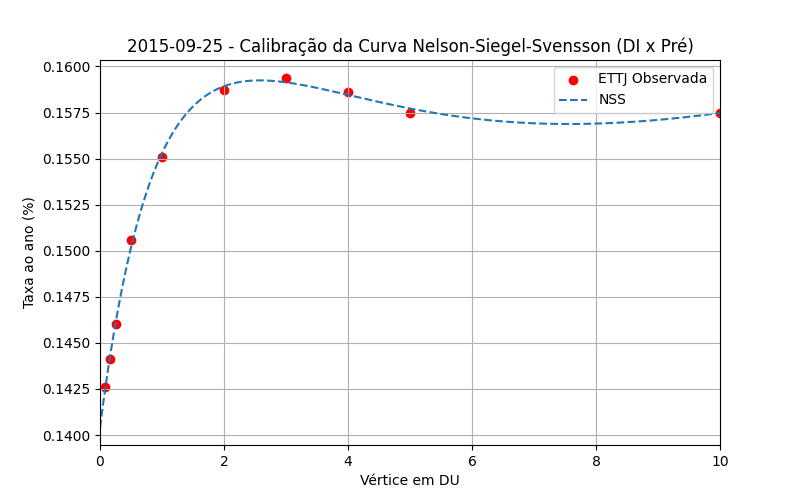 2015-09-25 - Calibração da Curva Nelson-Siegel-Svensson (DI x Pré)
ETTJ Observada
NSS
Taxa ao ano (%)
0.1600
0.1575
0.1550
0.1525
0.1500
0.1475
0.1450
0.1425
0.1400
0 2 4 6 8 10
Vértice em DU